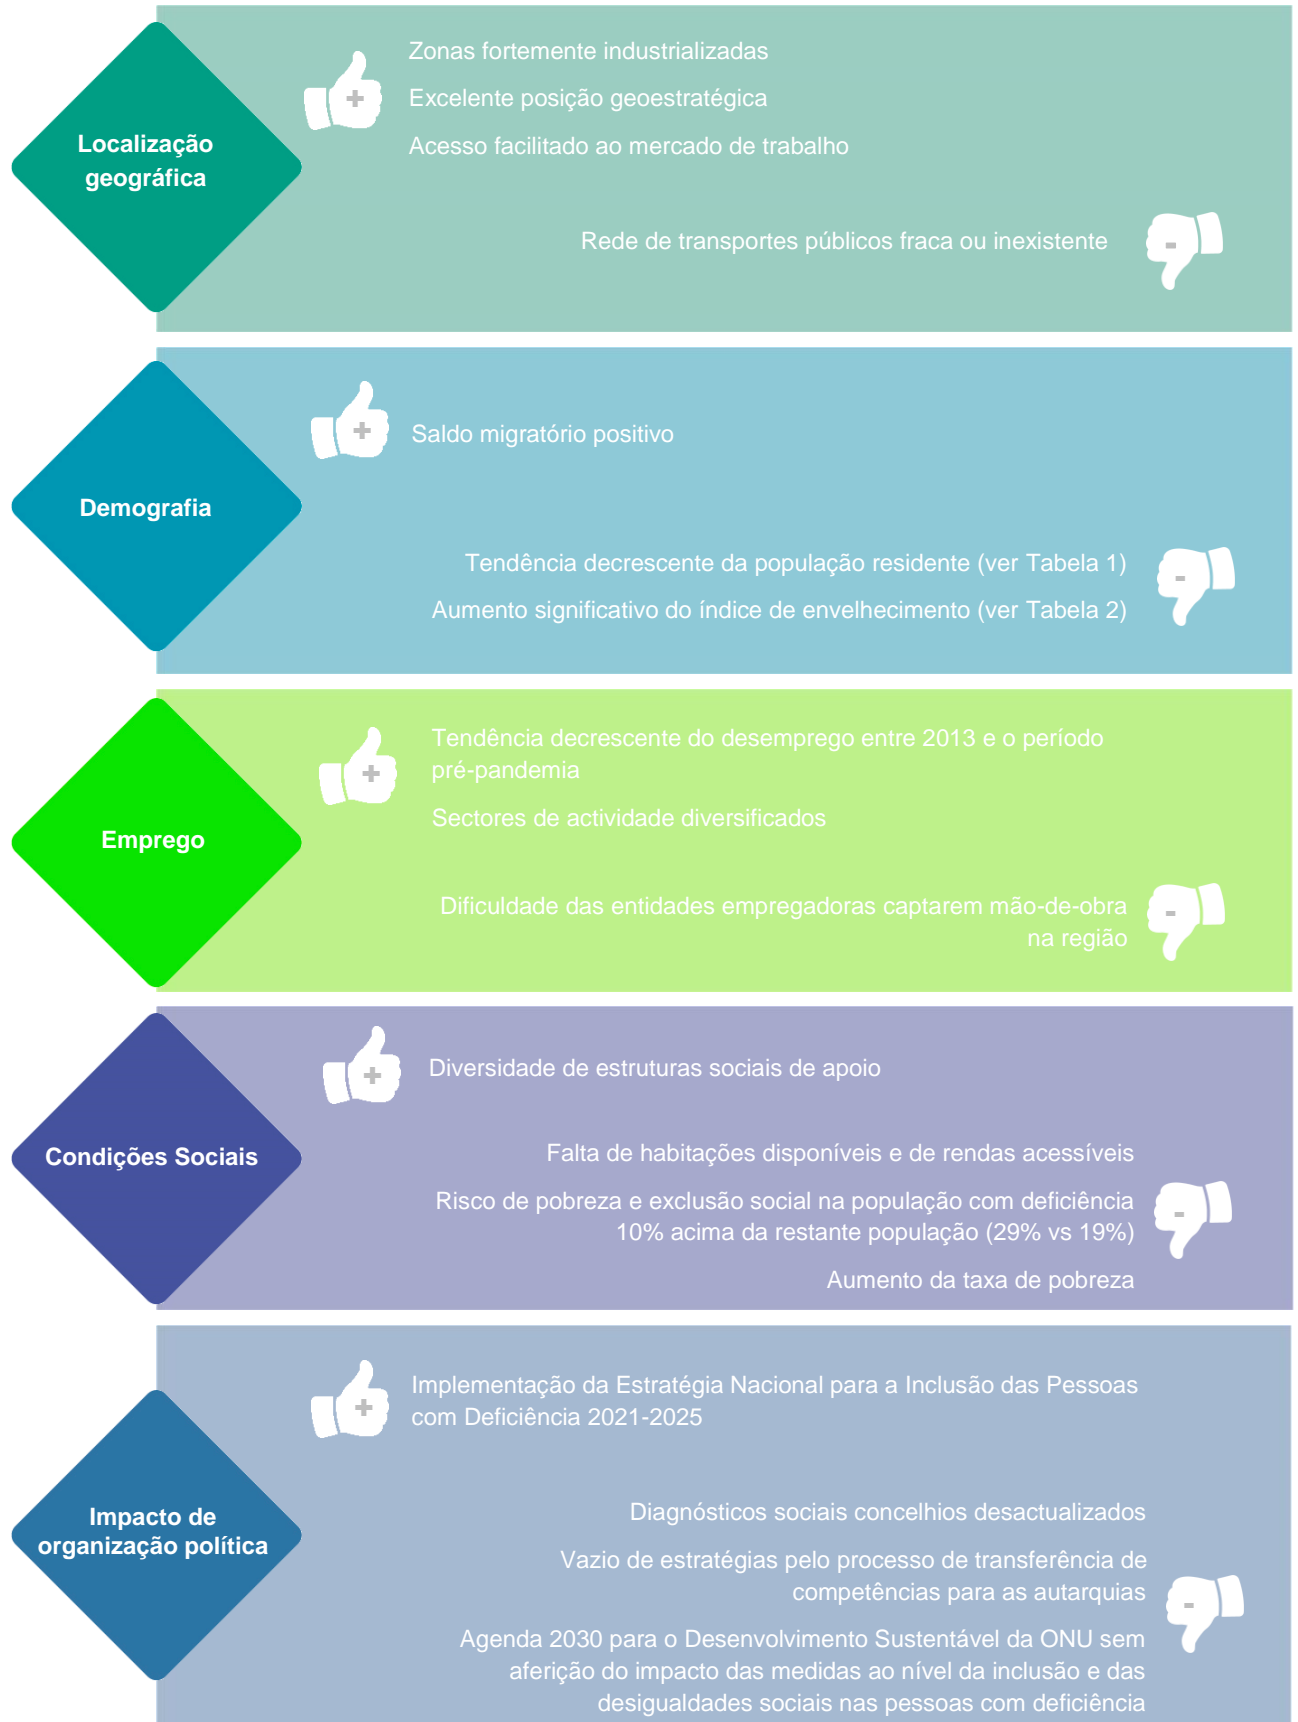 Localização
geográfica
+
Zonas fortemente industrializadas
Excelente posição geoestratégica
Acesso facilitado ao mercado de trabalho
Rede de transportes públicos fraca ou inexistente
-
Demografia
+
Saldo migratório positivo
Tendência decrescente da população residente (ver Tabela 1)
Aumento significativo do índice de envelhecimento (ver Tabela 2)
-
Emprego
+
Tendência decrescente do desemprego entre 2013 e o período
pré-pandemia
Sectores de actividade diversificados
Dificuldade das entidades empregadoras captarem mão-de-obra
na região
-
Condições Sociais
+
Diversidade de estruturas sociais de apoio
Falta de habitações disponíveis e de rendas acessíveis
Risco de pobreza e exclusão social na população com deficiência
10% acima da restante população (29% vs 19%)
Aumento da taxa de pobreza
-
Impacto de
organização política
+
Implementação da Estratégia Nacional para a Inclusão das Pessoas
com Deficiência 2021-2025
Diagnósticos sociais concelhios desactualizados
Vazio de estratégias pelo processo de transferência de
competências para as autarquias
Agenda 2030 para o Desenvolvimento Sustentável da ONU sem
aferição do impacto das medidas ao nível da inclusão e das
desigualdades sociais nas pessoas com deficiência
-